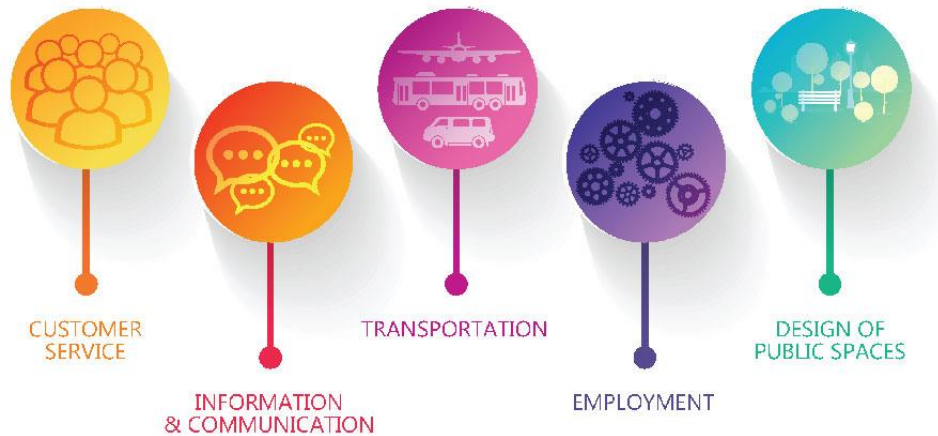 CUSTOMER
SERVICE
INFORMATION
& COMMUNICATION
TRANSPORTATION
EMPLOYMENT
DESIGN OF
PUBLIC SPACES